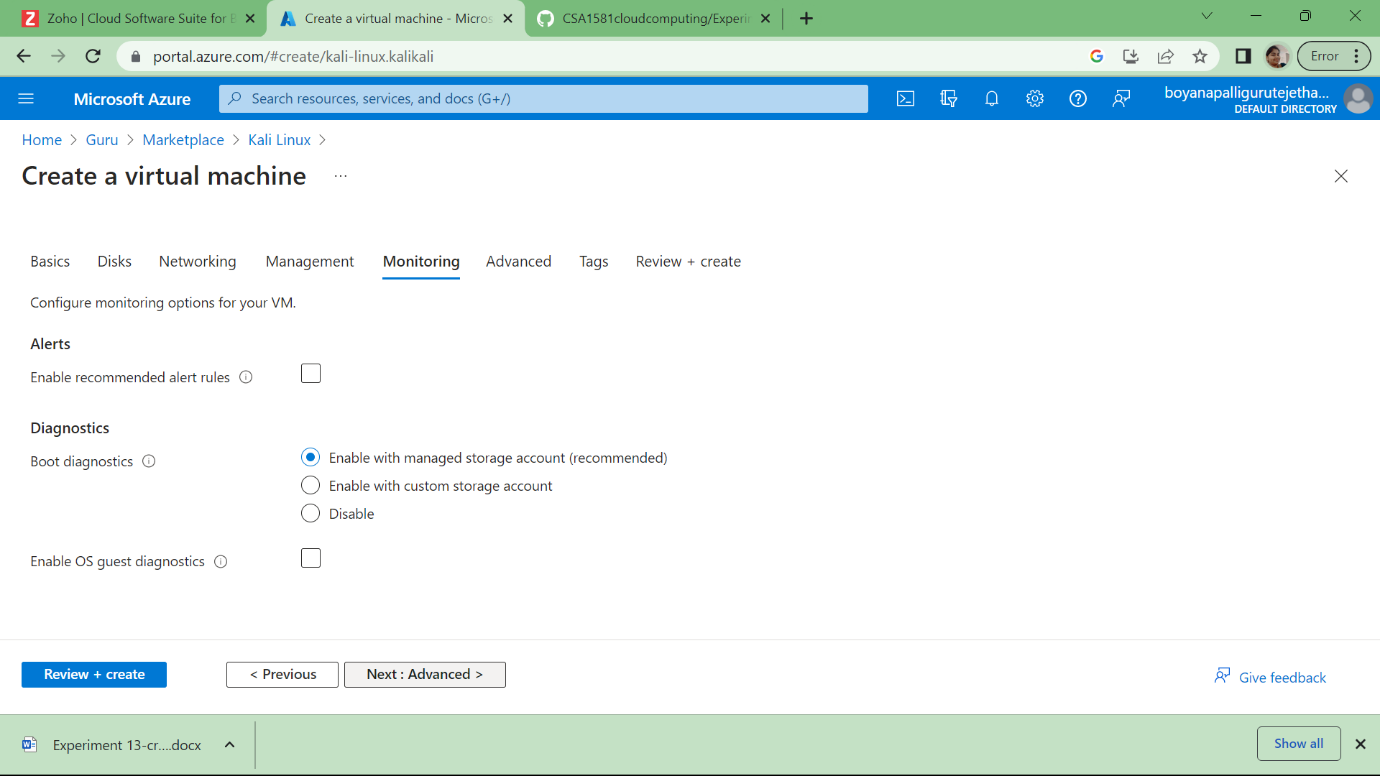 Zoho | Cloud Software Suite for B
Create a virtual machine - Micros
CSA1581cloudcomputing/Experim
portal.azure.com/#create/kali-linux.kalikali
Error
Microsoft Azure
Search resources, services, and docs (G+/)
boyanapalligurutejetha...
DEFAULT DIRECTORY
Home > Guru > Marketplace > Kali Linux >
Create a virtual machine ...
Basics Disks Networking Management Monitoring Advanced Tags Review + create
Configure monitoring options for your VM.
Alerts
Enable recommended alert rules
Diagnostics
Boot diagnostics
Enable with managed storage account (recommended)
Enable with custom storage account
Disable
Enable OS guest diagnostics
Review + create
< Previous
Next : Advanced >
Give feedback
Experiment 13-cr....docx
Show all